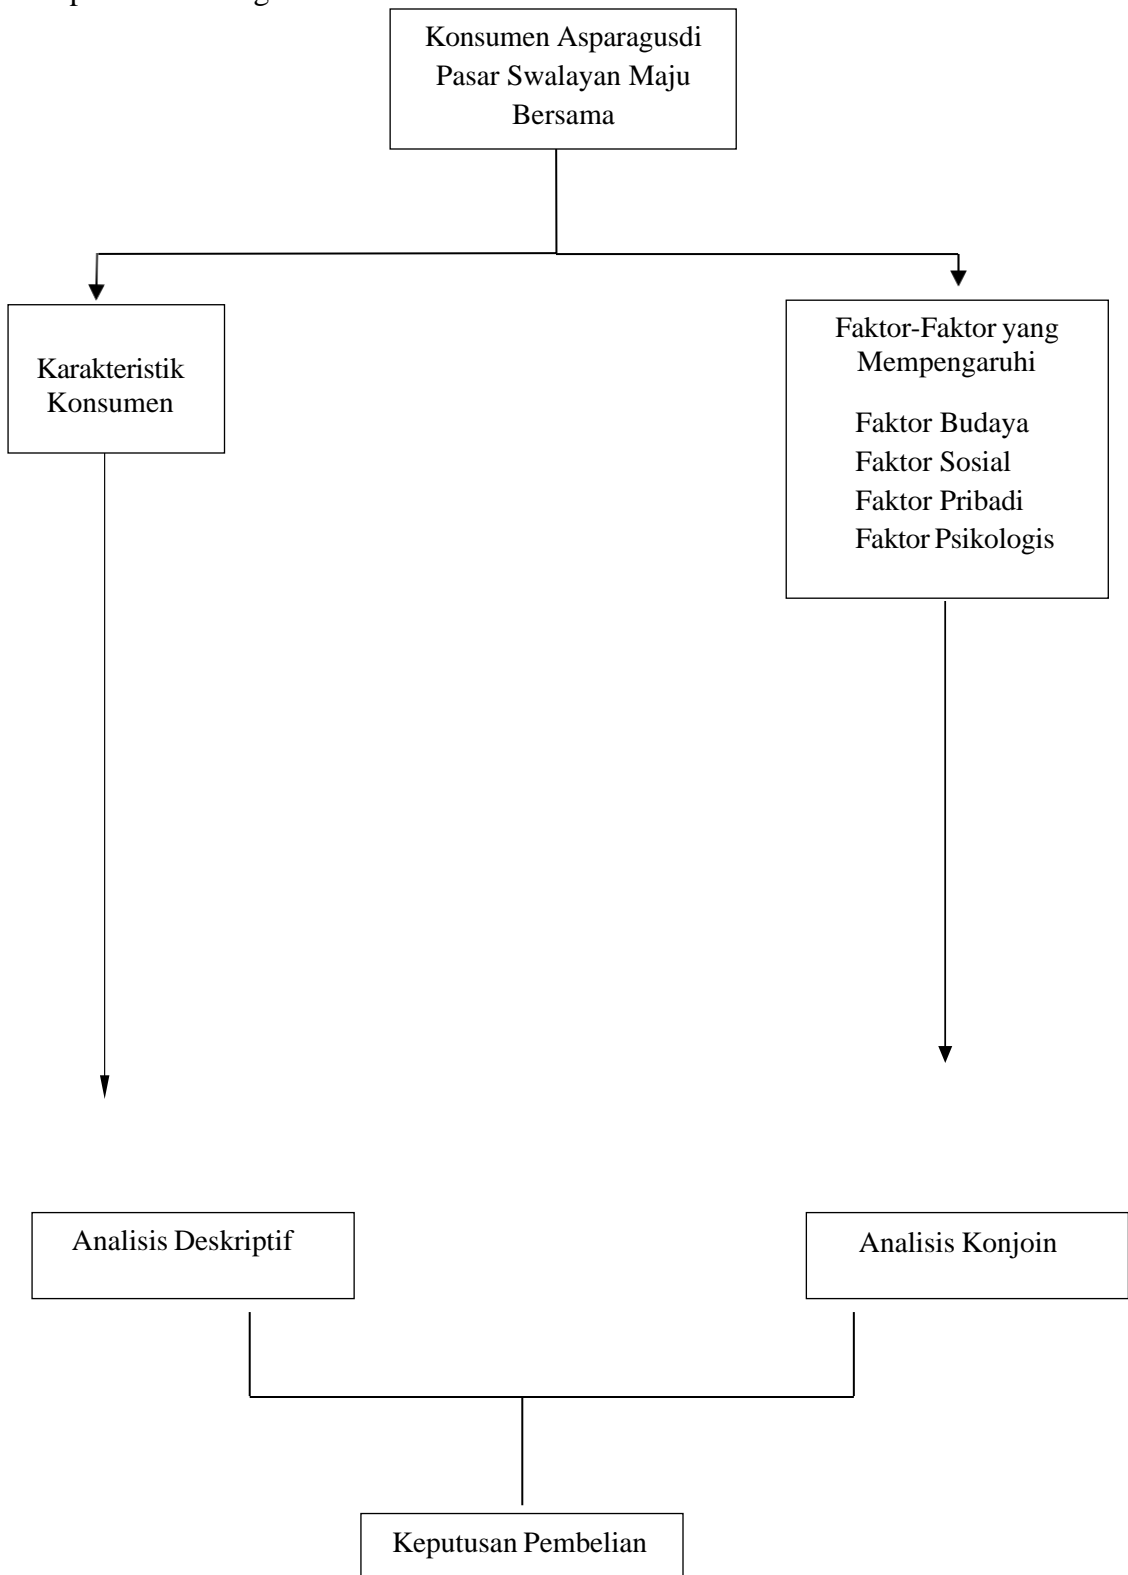 Konsumen Asparagusdi
Pasar Swalayan Maju
Bersama
Karakteristik
Konsumen
Faktor-Faktor yang
Mempengaruhi
Faktor Budaya
Faktor Sosial
Faktor Pribadi
Faktor Psikologis
Analisis Deskriptif
Analisis Konjoin
Keputusan Pembelian